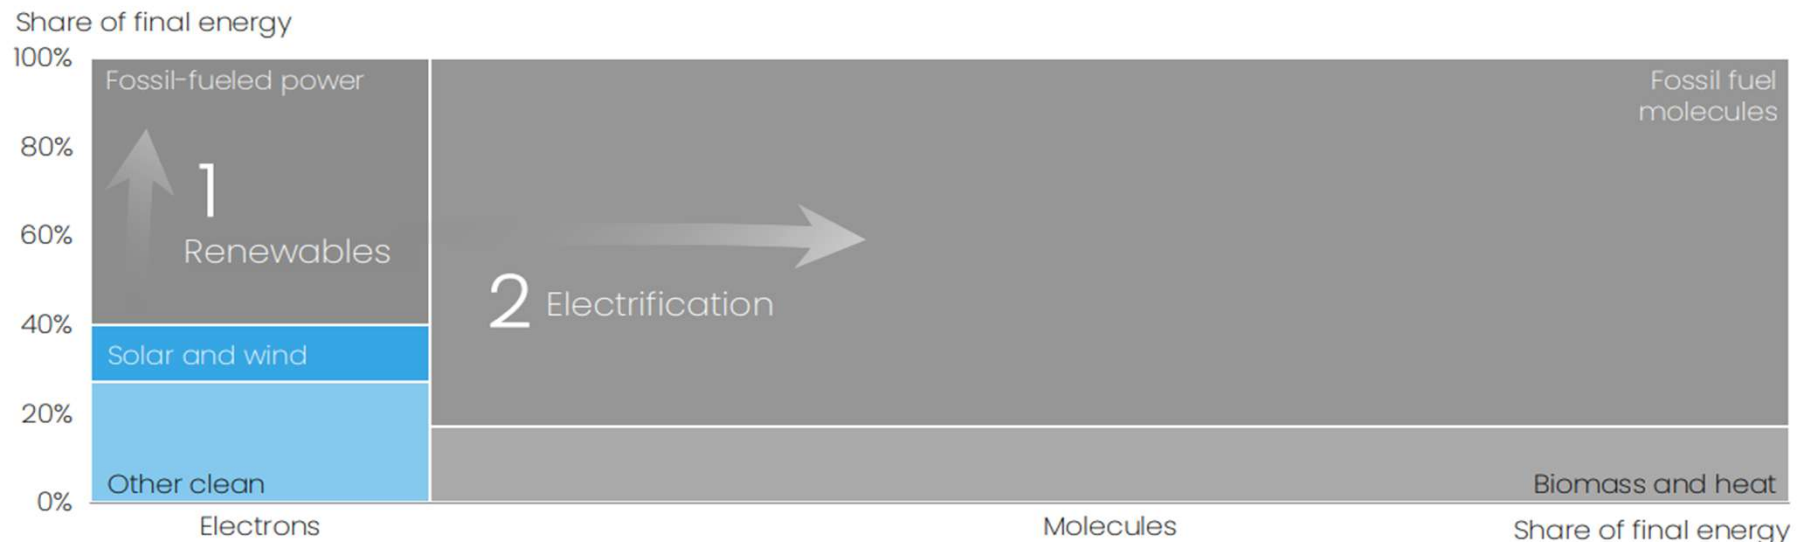 Share of final energy
100%
Fossil-fueled power
Fossil fuel
molecules
80%
1
60%
Renewables
2 Electrification
40%
Solar and wind
20%
Other clean
Biomass and heat
0%
Electrons
Molecules
Share of final energy